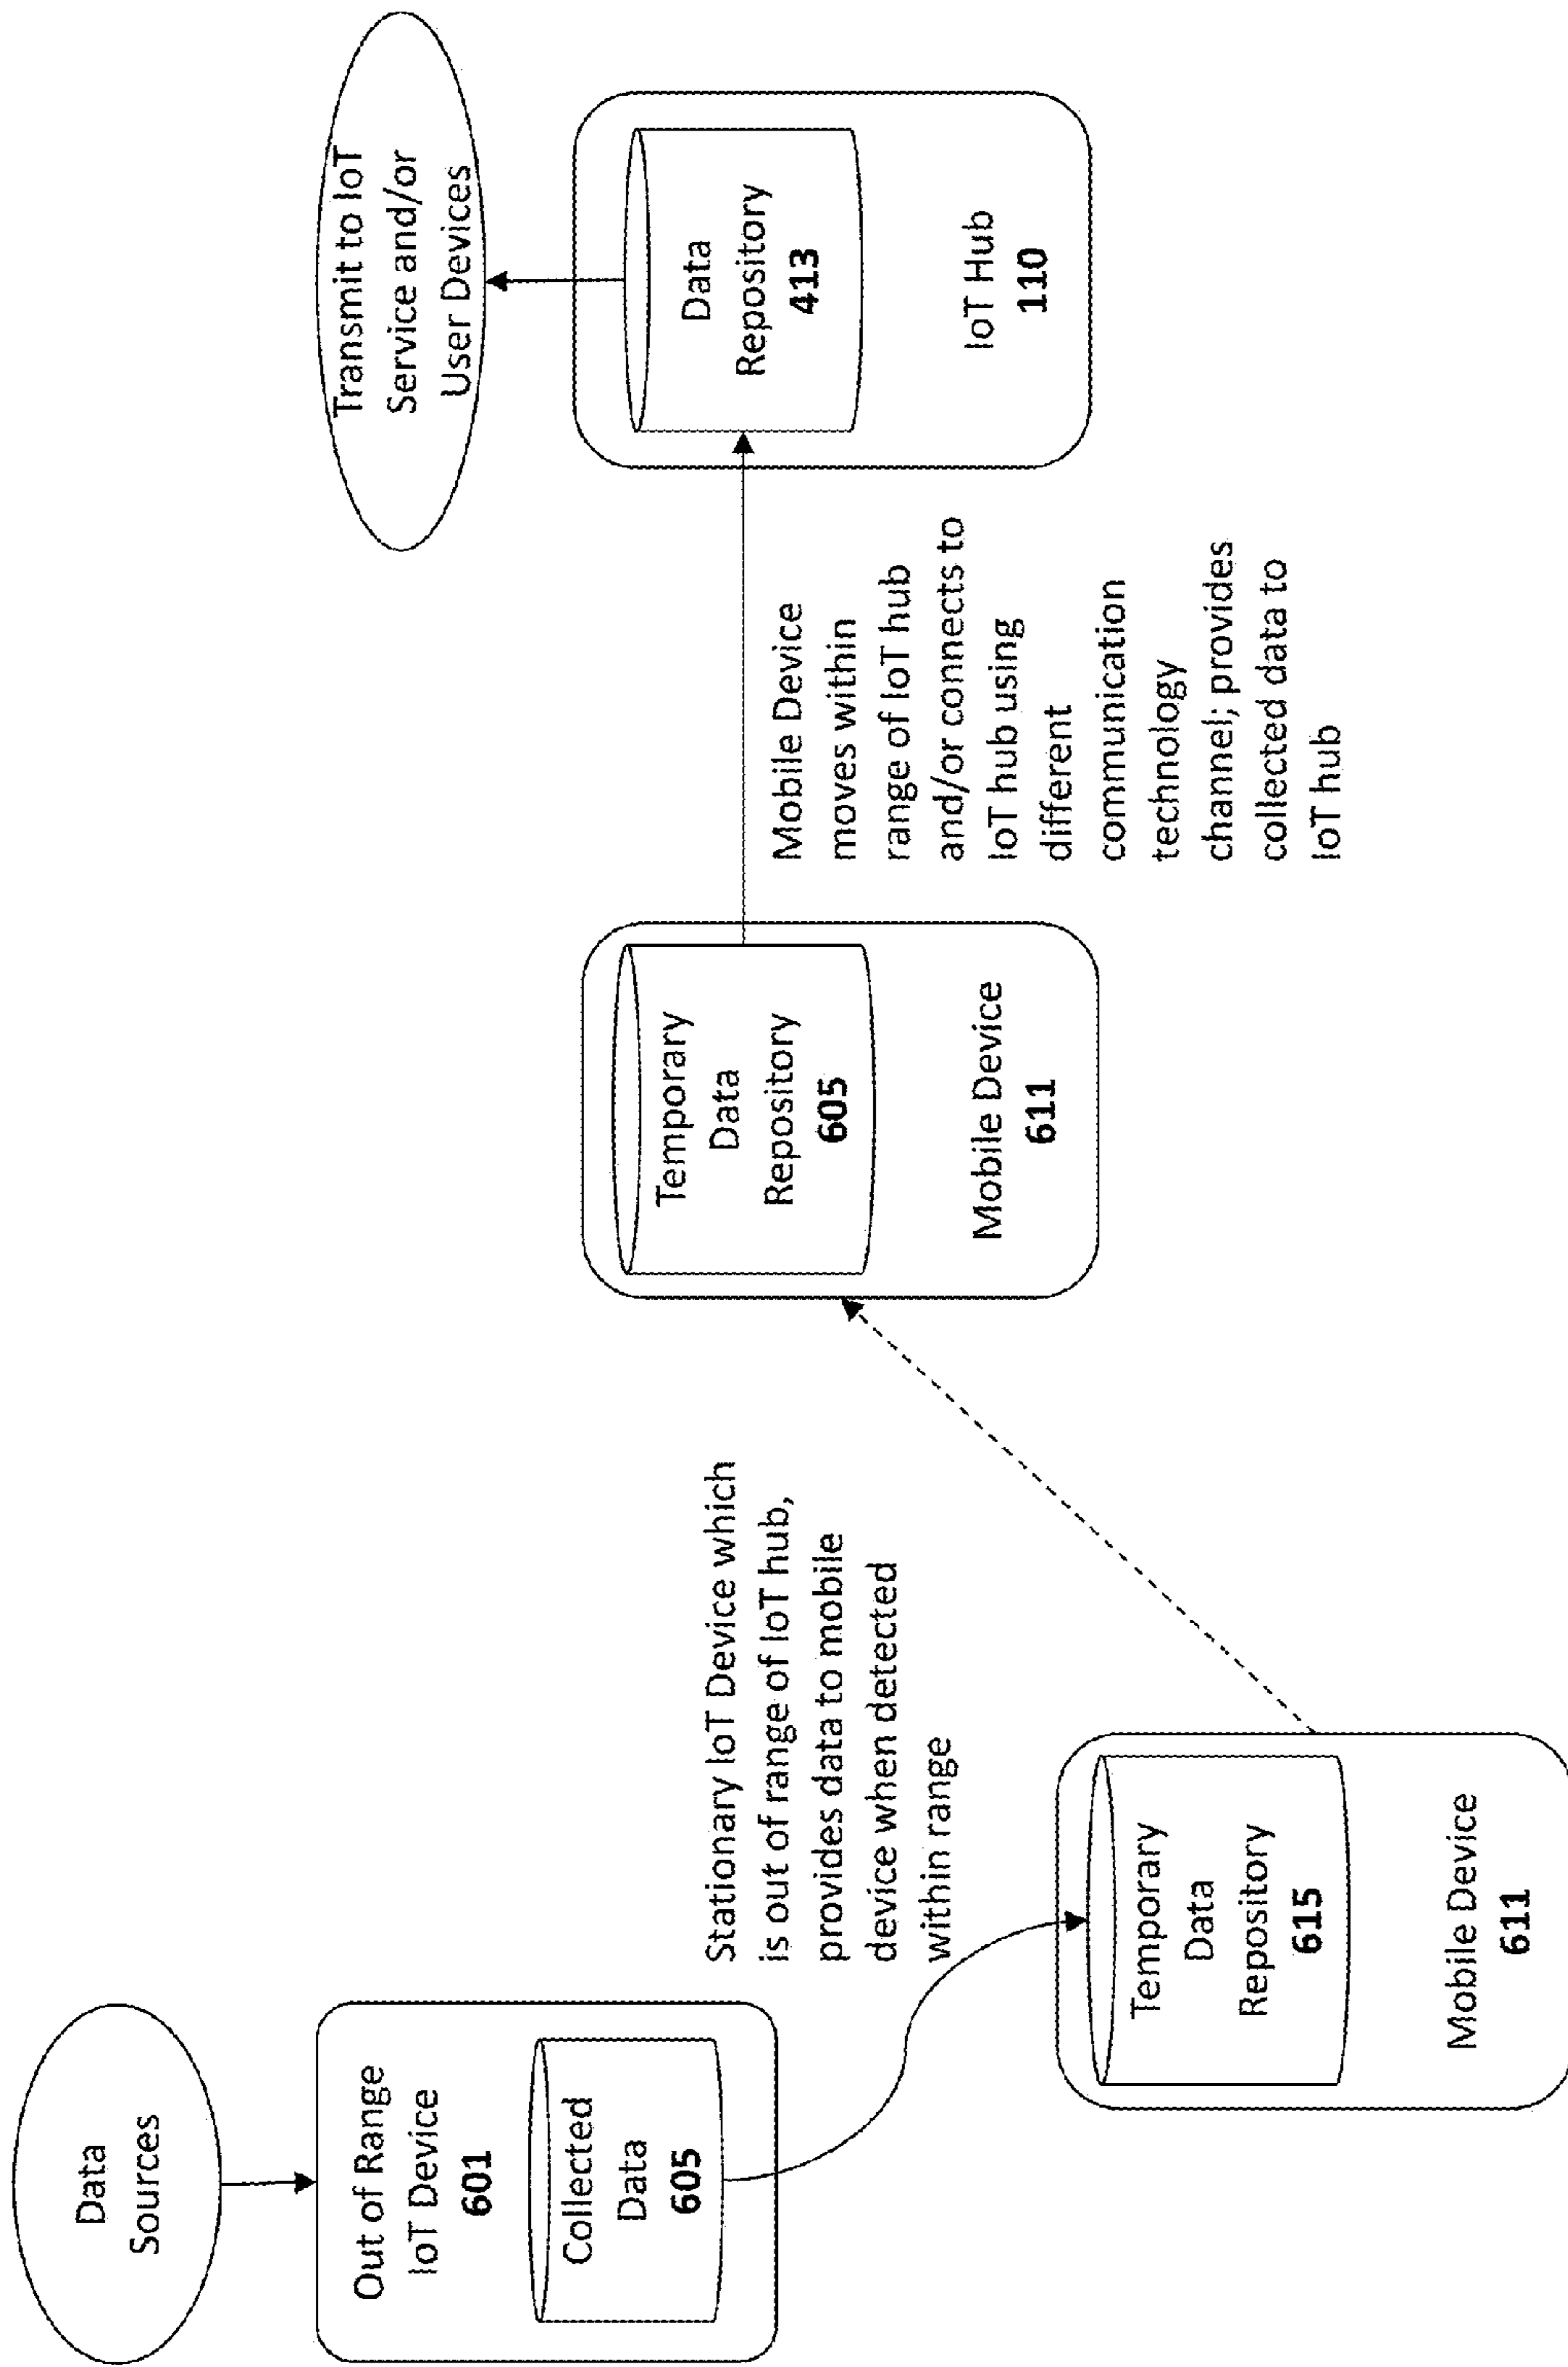 Data
Sources
Out of Range
IoT Device
601
Collected
Data
605
Stationary IoT Device which
is out of range of IoT hub,
provides data to mobile
device when detected
within range
Temporary
Data
Repository
615
Mobile Device
611
Temporary
Data
Repository
605
Mobile Device
611
Mobile Device
moves within
range of IoT hub
and/or connects to
IoT hub using
different
communication
technology
channel; provides
collected data to
IoT hub
Transmit to IoT
Service and/or
User Devices
Data
Repository
413
IoT Hub
110